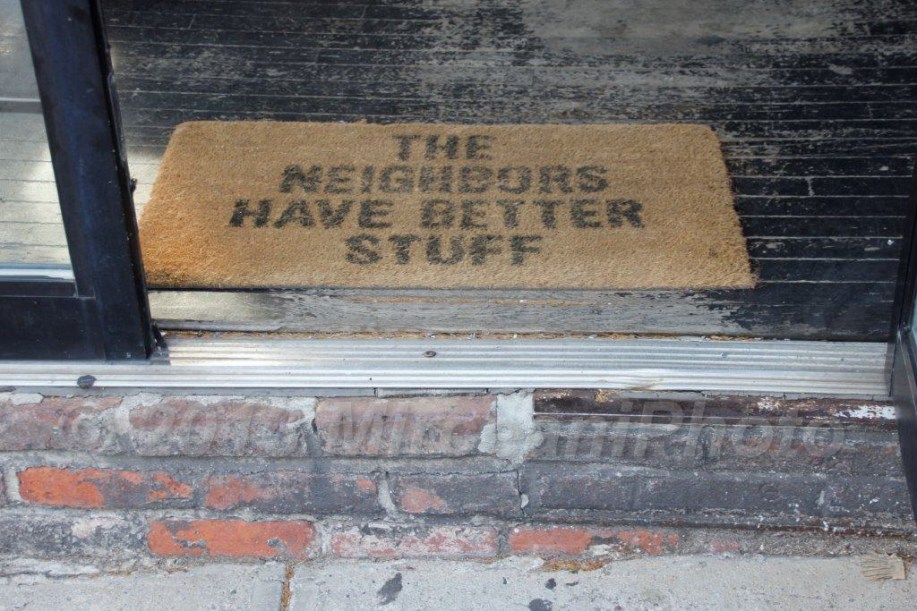 THE
NEIGHBORS
HAVE BETTER
STUFF